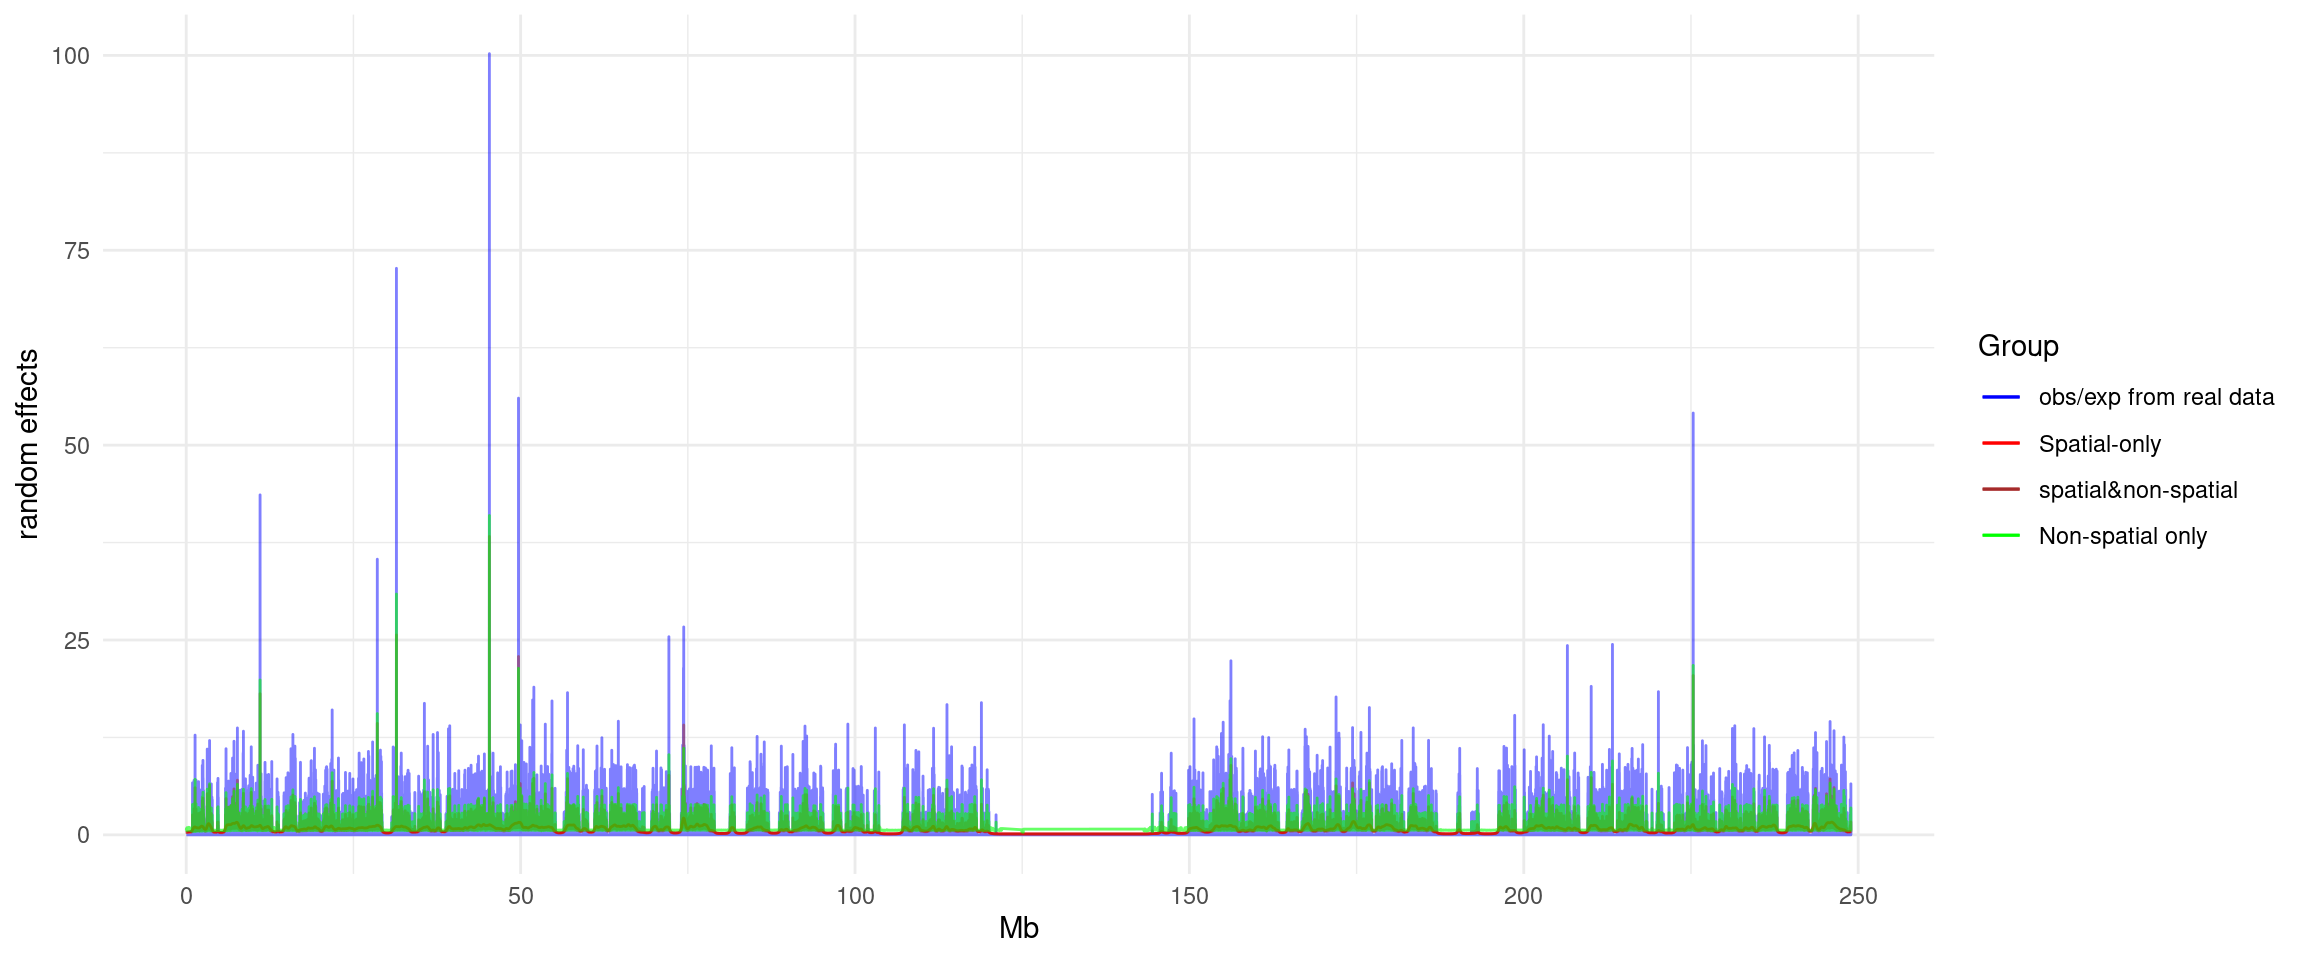 random effects
100
75
50
25
0
0
50
100
150
200
250
Mb
Group
obs/exp from real data
Spatial-only
spatial&non-spatial
Non-spatial only